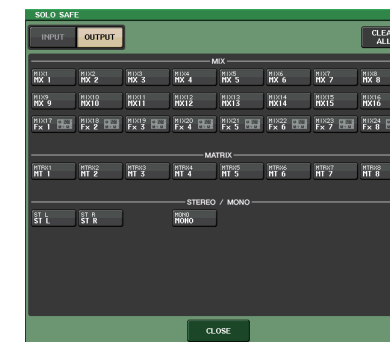 SOLO SAFE
INPUT OUTPUT CLEA
ALL
MIX
MIX1 MIX2 MIX3 MIX4 MIX5 MIX6 MIX7 MIX8
MX 1 MX 2 MX 3 MX 4 MX 5 MX 6 MX 7 MX 8
MIX9 MIX10 MIX11 MIX12 MIX13 MIX14 MIX15 MIX16
MX 9 MX10 MX11 MX12 MX13 MX14 MX15 MX16
MIX17 MIX18 MIX19 MIX20 MIX21 MIX22 MIX23 MIX24
Fx 1 Fx 2 Fx 3 Fx 4 Fx 5 Fx 6 Fx 7 Fx 8
MATRIX
MTRX1 MTRX2 MTRX3 MTRX4 MTRX5 MTRX6 MTRX7 MTRX8
MT 1 MT 2 MT 3 MT 4 MT 5 MT 6 MT 7 MT 8
STEREO / MONO
ST L ST R MONO
ST L ST R MONO
CLOSE